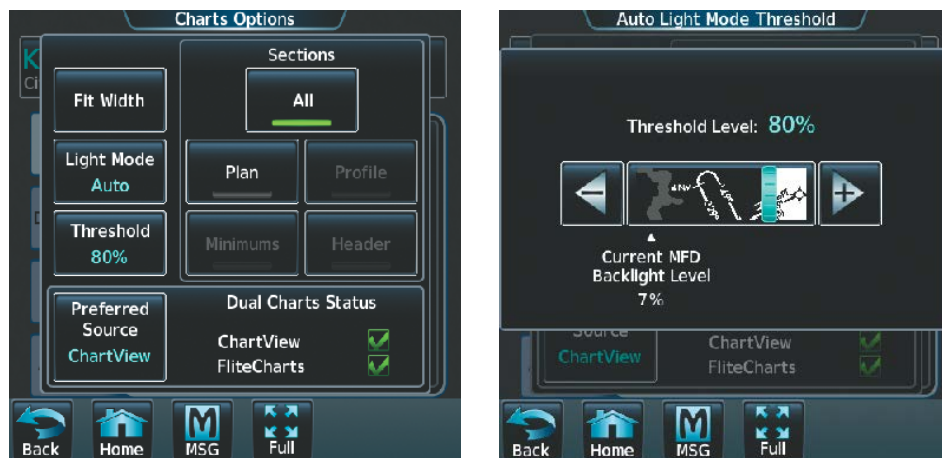 Charts Options
K
Ci
Sections
Fit Width
All
Light Mode
Auto
Plan
Profile
Threshold
80%
Minimums
Header
Preferred
Source
ChartView
Dual Charts Status
ChartView
FliteCharts
Back
Home
MSG
Full
Auto Light Mode Threshold
Threshold Level: 80%
Current MFD
Backlight Level
7%
Source
ChartView
ChartView
FliteCharts
Back
Home
MSG
Full